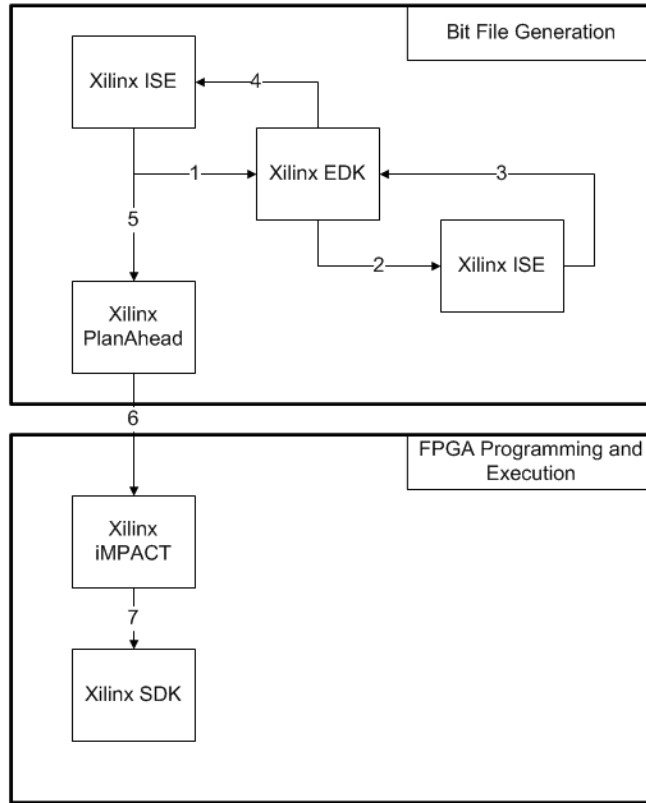 Bit File Generation
Xilinx ISE
4
1
Xilinx EDK
3
5
2
Xilinx ISE
Xilinx
PlanAhead
6
FPGA Programming and
Execution
Xilinx
iMPACT
7
Xilinx SDK